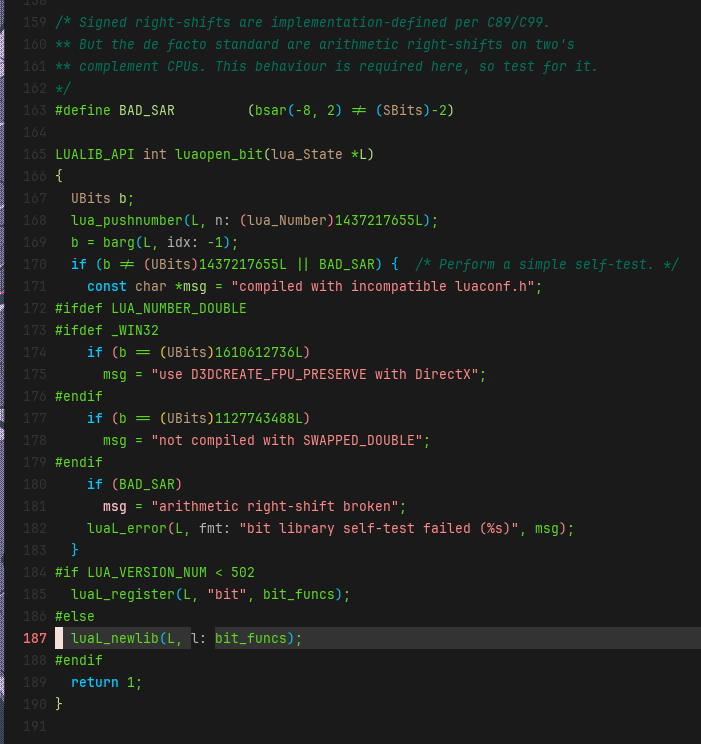 158
159 /* Signed right-shifts are implementation-defined per C89/C99.
160 ** But the de facto standard are arithmetic right-shifts on two's
161 ** complement CPUs. This behaviour is required here, so test for it.
162 */
163 #define BAD_SAR         (bsar(-8, 2) != (SBits)-2)
164
165 LUALIB_API int luaopen_bit(lua_State *L)
166 {
167   UBits b;
168   lua_pushnumber(L, n: (lua_Number)1437217655L);
169   b = barg(L, idx: -1);
170   if (b != (UBits)1437217655L || BAD_SAR) {  /* Perform a simple self-test. */
171     const char *msg = "compiled with incompatible luaconf.h";
172 #ifdef LUA_NUMBER_DOUBLE
173 #ifdef _WIN32
174     if (b == (UBits)1610612736L)
175       msg = "use D3DCREATE_FPU_PRESERVE with DirectX";
176 #endif
177     if (b == (UBits)1127743488L)
178       msg = "not compiled with SWAPPED_DOUBLE";
179 #endif
180     if (BAD_SAR)
181       msg = "arithmetic right-shift broken";
182     luaL_error(L, fmt: "bit library self-test failed (%s)", msg);
183   }
184 #if LUA_VERSION_NUM < 502
185   luaL_register(L, "bit", bit_funcs);
186 #else
187   luaL_newlib(L, l: bit_funcs);
188 #endif
189   return 1;
190 }
191